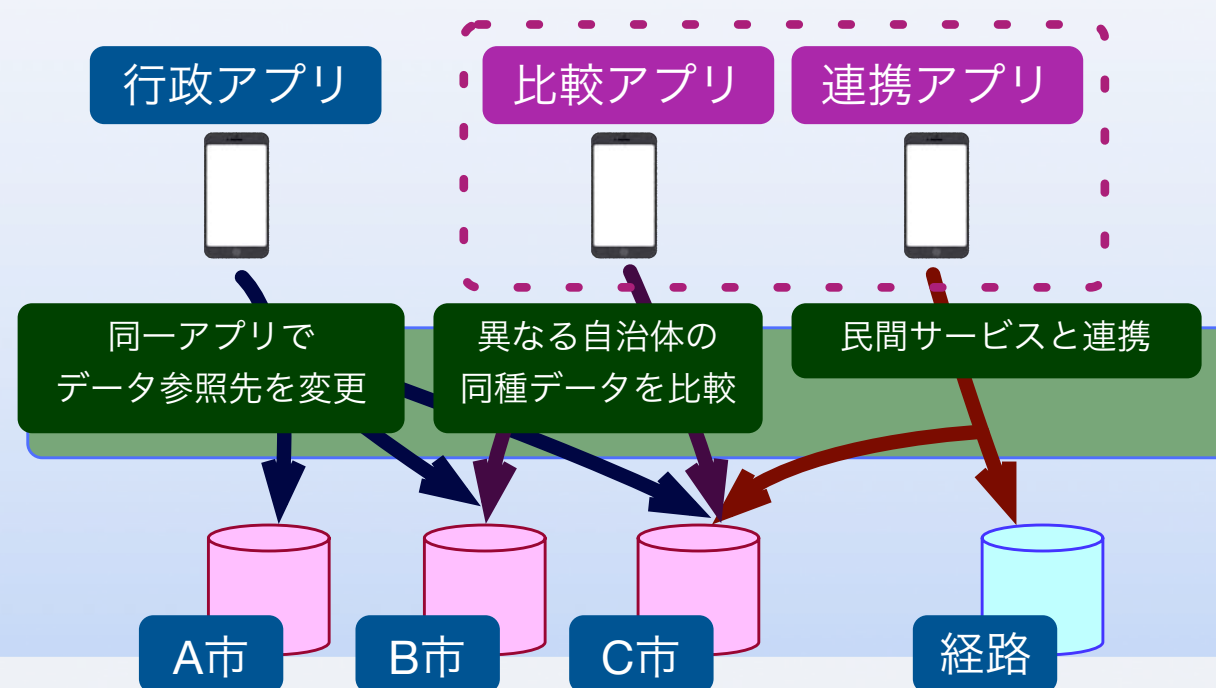 行政アプリ
比較アプリ
連携アプリ
同一アプリで
データ参照先を変更
異なる自治体の
同種データを比較
民間サービスと連携
A市
B市
C市
経路